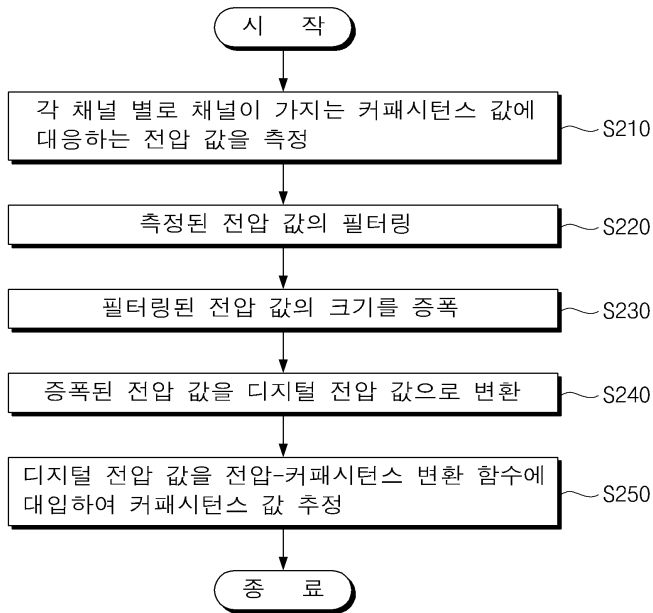 시 작
각 채널 별로 채널이 가지는 커패시턴스 값에
대응하는 전압 값을 측정
S210
측정된 전압 값의 필터링
S220
필터링된 전압 값의 크기를 증폭
S230
증폭된 전압 값을 디지털 전압 값으로 변환
S240
디지털 전압 값을 전압-커패시턴스 변환 함수에
대입하여 커패시턴스 값 추정
S250
종 료